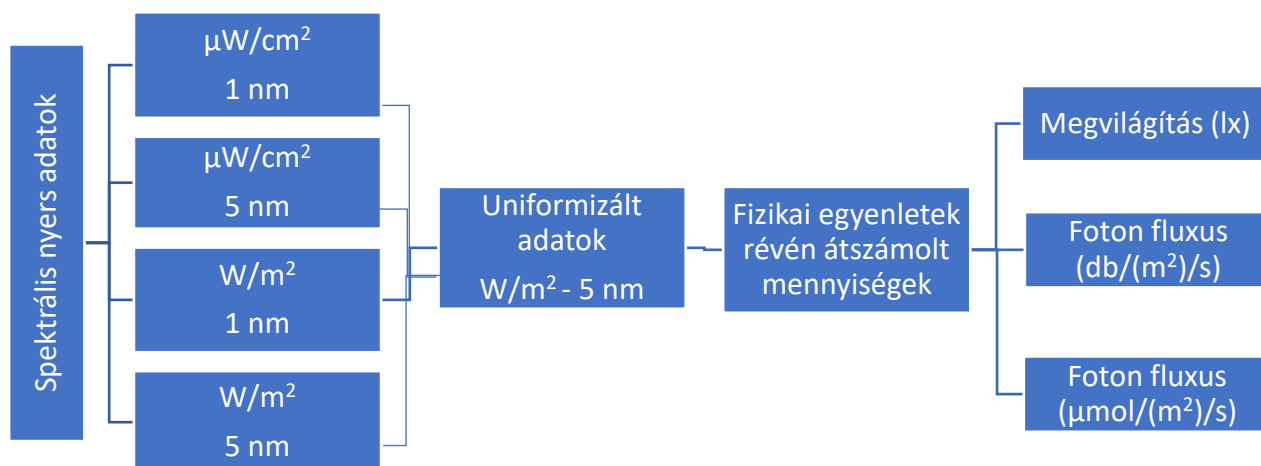 Spektrális nyers adatok
μW/cm²
1 nm
μW/cm²
5 nm
W/m²
1 nm
W/m²
5 nm
Uniformizált
adatok
W/m² - 5 nm
Fizikai egyenletek
révén átszámolt
mennyiségek
Megvilágítás (lx)
Foton fluxus
(db/(m²)/s)
Foton fluxus
(μmol/(m²)/s)